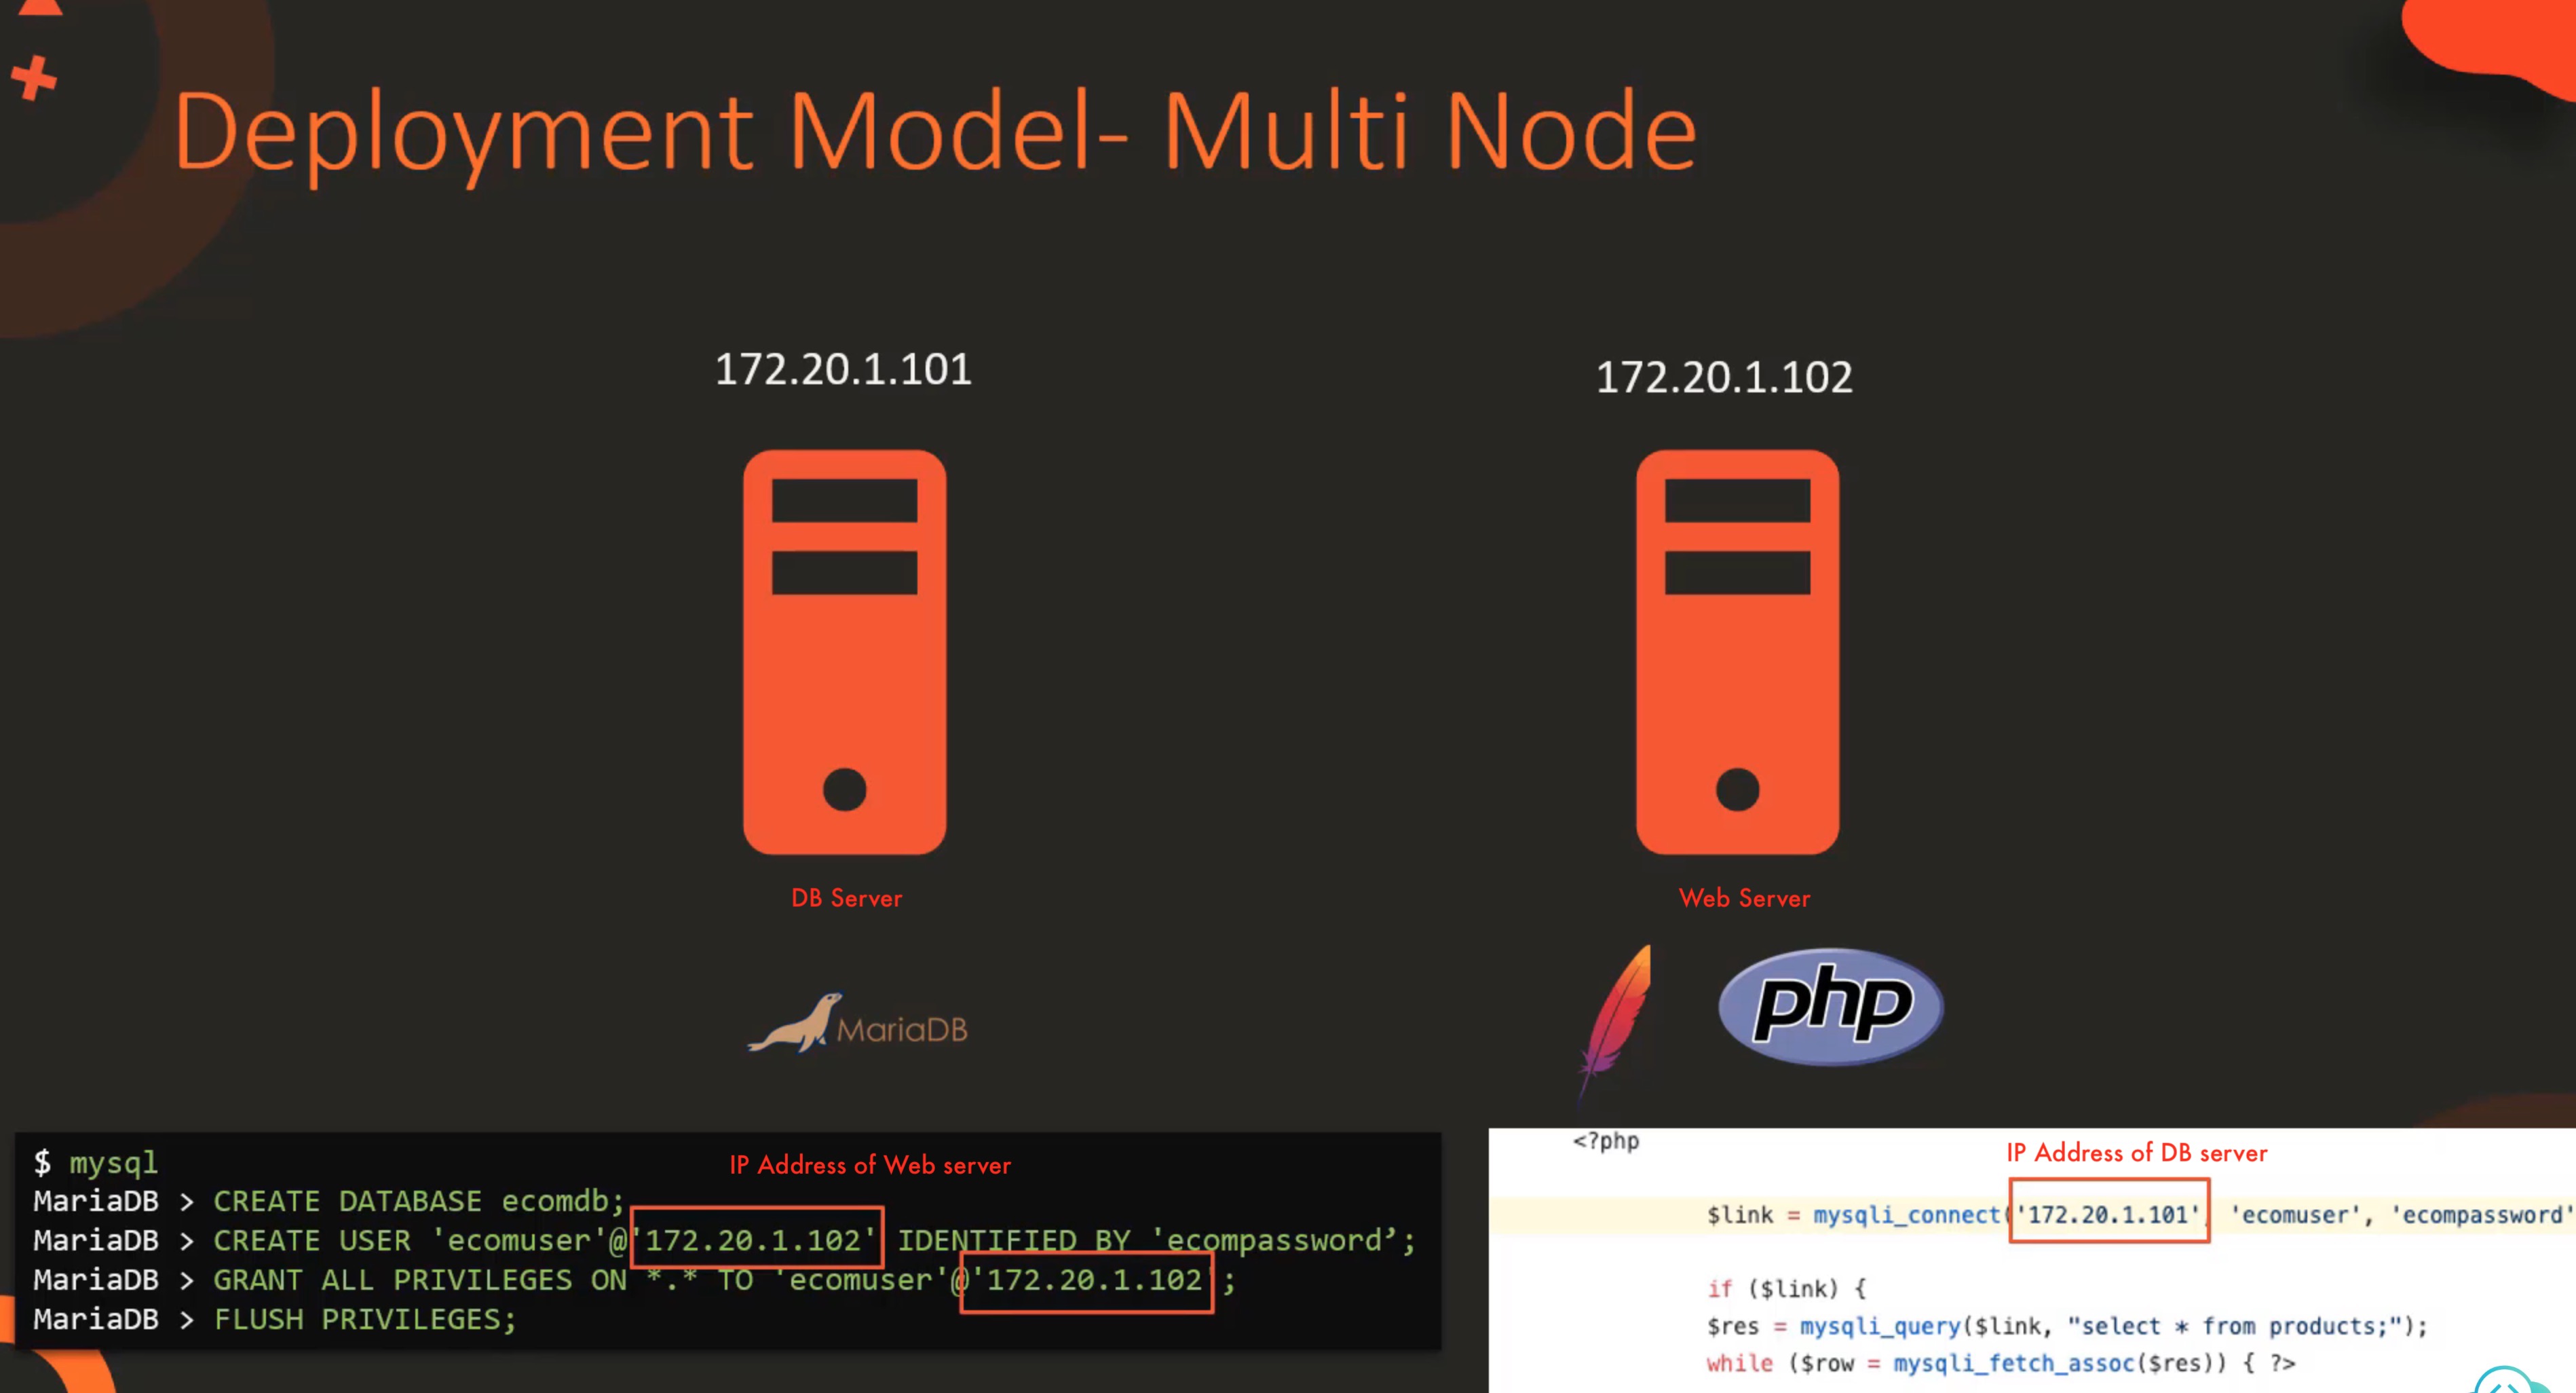 Deployment Model- Multi Node
172.20.1.101
172.20.1.102
DB Server
Web Server
MariaDB
php
$ mysql
IP Address of Web server
MariaDB > CREATE DATABASE ecomdb;
MariaDB > CREATE USER 'ecomuser'@'172.20.1.102' IDENTIFIED BY 'ecompassword’;
MariaDB > GRANT ALL PRIVILEGES ON *.* TO 'ecomuser'@'172.20.1.102';
MariaDB > FLUSH PRIVILEGES;
<?php
IP Address of DB server
$link = mysqli_connect('172.20.1.101', 'ecomuser', 'ecompassword'
if ($link) {
$res = mysqli_query($link, "select * from products;");
while ($row = mysqli_fetch_assoc($res)) { ?>